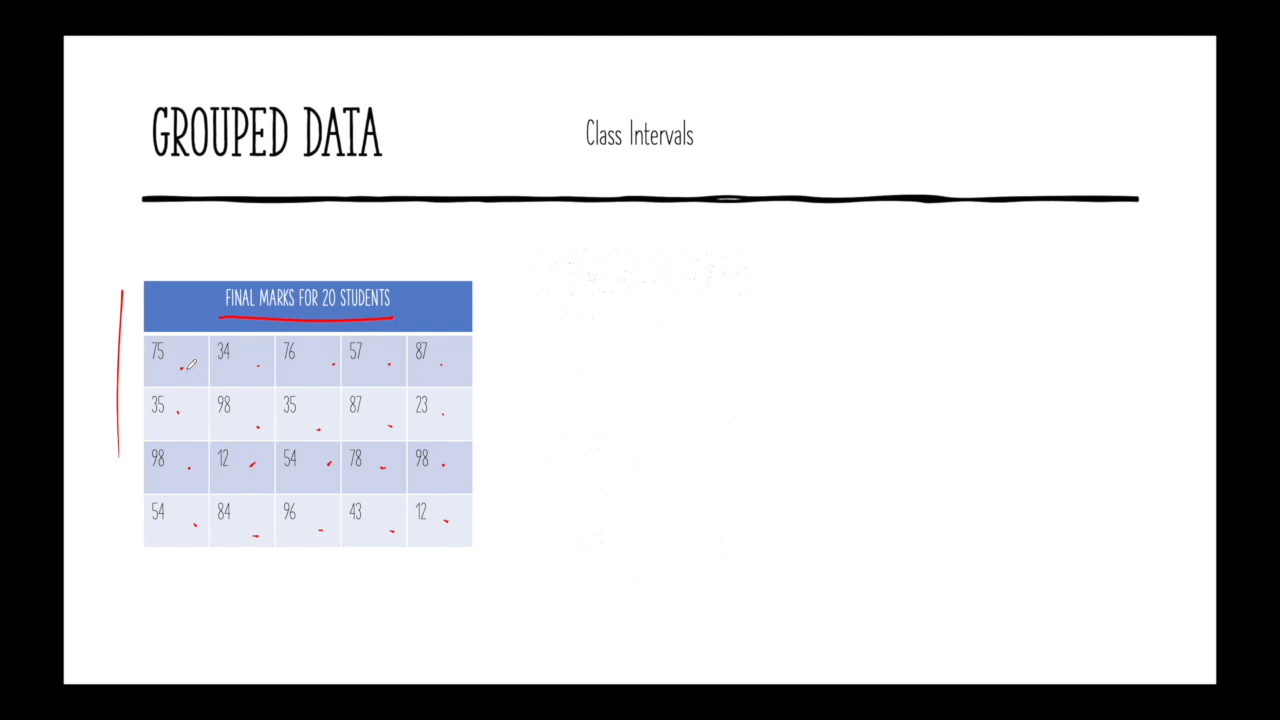 GROUPED DATA
Class Intervals
FINAL MARKS FOR 20 STUDENTS
75 34 76 57 87
35 98 35 87 23
98 12 54 78 98
54 84 96 43 12